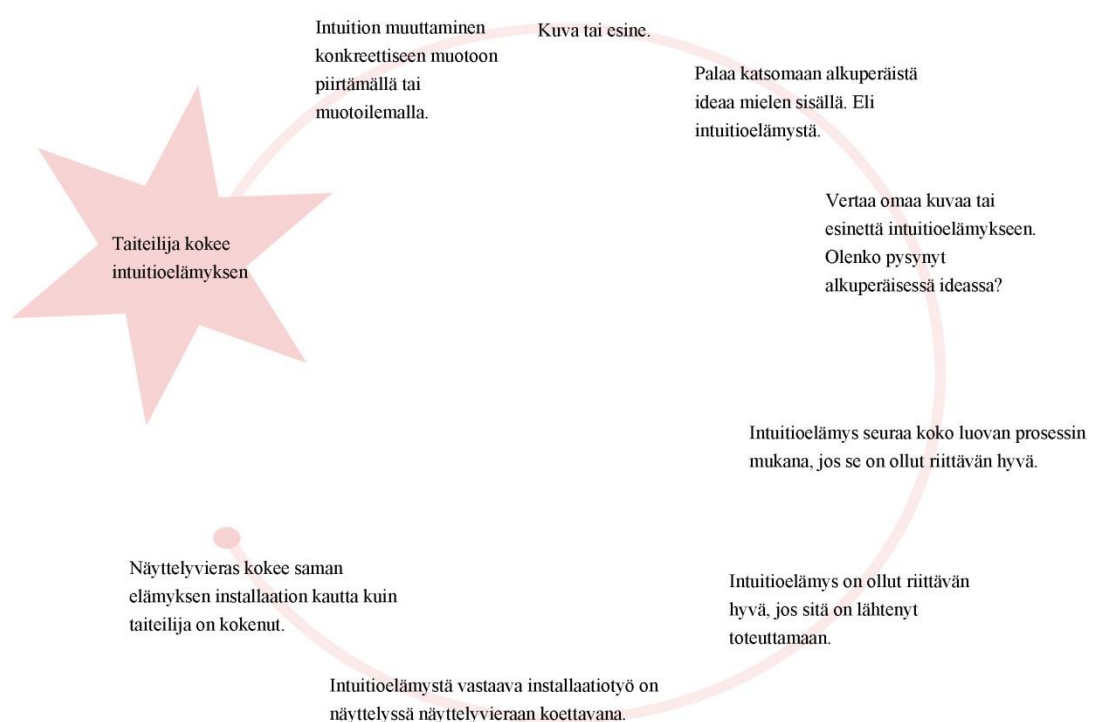 Taiteilija kokee
intuitioelämyksen
Intuition muuttaminen
konkreettiseen muotoon
piirtämällä tai
muotoilemalla.
Kuva tai esine.
Palaa katsomaan alkuperäistä
ideaa mielen sisällä. Eli
intuitioelämystä.
Vertaa omaa kuvaa tai
esinettä intuitioelämykseen.
Olenko pysynyt
alkuperäisessä ideassa?
Intuitioelämys seuraa koko luovan prosessin
mukana, jos se on ollut riittävän hyvä.
Intuitioelämys on ollut riittävän
hyvä, jos sitä on lähtenyt
toteuttamaan.
Intuitioelämystä vastaava installaatiotyö on
näyttelyssä näyttelyvieraan koettavana.
Näyttelyvieras kokee saman
elämyksen installaation kautta kuin
taiteilija on kokenut.